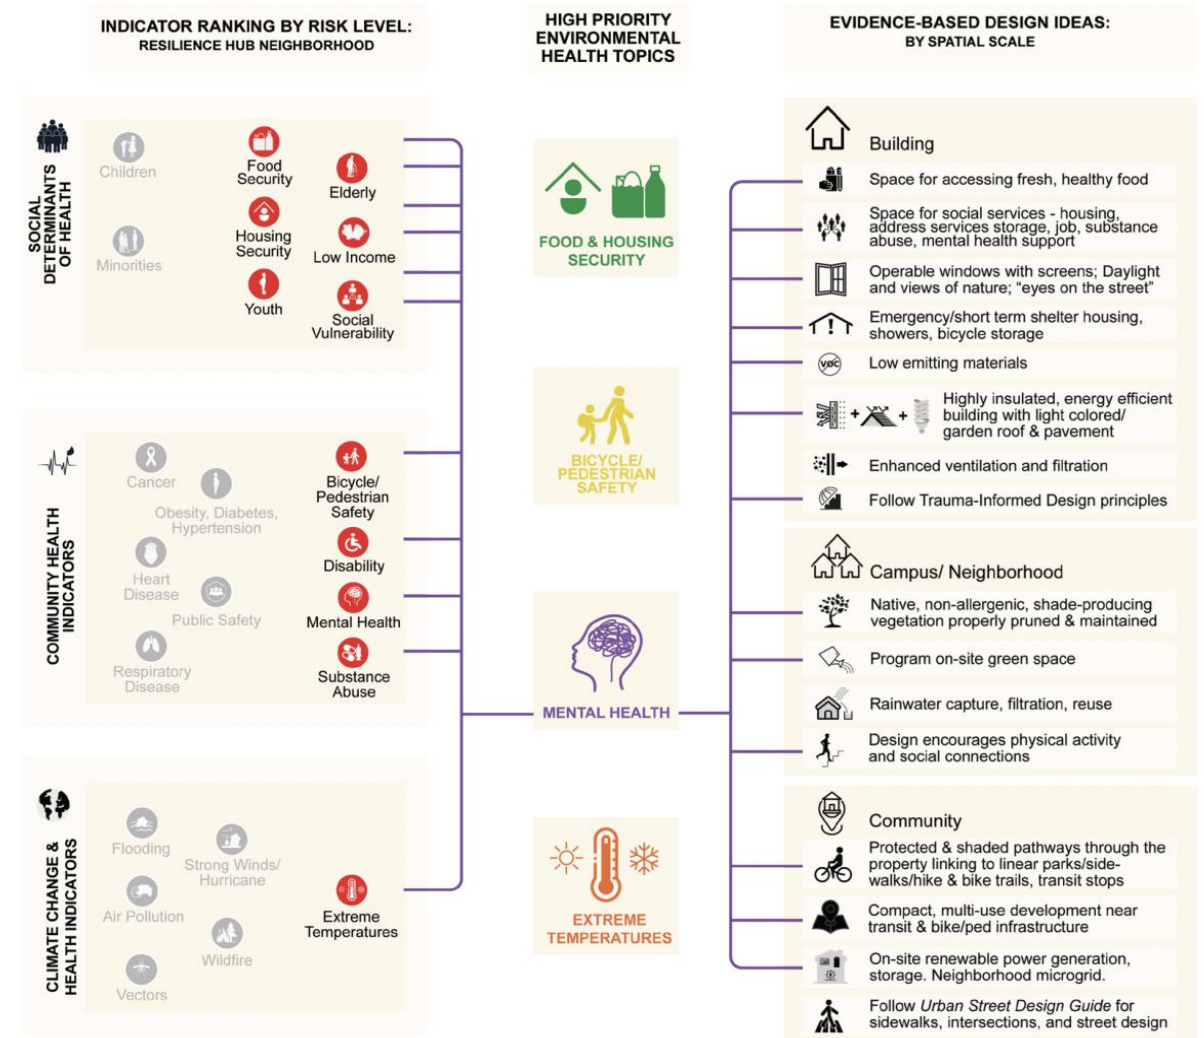 INDICATOR RANKING BY RISK LEVEL:
RESILIENCE HUB NEIGHBORHOOD
HIGH PRIORITY
ENVIRONMENTAL
HEALTH TOPICS
EVIDENCE-BASED DESIGN IDEAS:
BY SPATIAL SCALE
SOCIAL
DETERMINANTS
OF HEALTH
Children
Minorities
Food
Security
Housing
Security
Youth
Elderly
Low Income
Social
Vulnerability
COMMUNITY HEALTH
INDICATORS
Cancer
Obesity, Diabetes,
Hypertension
Heart
Disease
Public Safety
Respiratory
Disease
Bicycle/
Pedestrian
Safety
Disability
Mental Health
Substance
Abuse
CLIMATE CHANGE &
HEALTH INDICATORS
Flooding
Strong Winds/
Hurricane
Air Pollution
Wildfire
Vectors
Extreme
Temperatures
FOOD & HOUSING
SECURITY
BICYCLE/
PEDESTRIAN
SAFETY
MENTAL HEALTH
EXTREME
TEMPERATURES
Building
Space for accessing fresh, healthy food
Space for social services - housing,
address services storage, job, substance
abuse, mental health support
Operable windows with screens; Daylight
and views of nature; “eyes on the street”
Emergency/short term shelter housing,
showers, bicycle storage
VOC
Low emitting materials
+ +
Highly insulated, energy efficient
building with light colored/
garden roof & pavement
Enhanced ventilation and filtration
Follow Trauma-Informed Design principles
Campus/ Neighborhood
Native, non-allergenic, shade-producing
vegetation properly pruned & maintained
Program on-site green space
Rainwater capture, filtration, reuse
Design encourages physical activity
and social connections
Community
Protected & shaded pathways through the
property linking to linear parks/side-
walks/hike & bike trails, transit stops
Compact, multi-use development near
transit & bike/ped infrastructure
On-site renewable power generation,
storage. Neighborhood microgrid.
Follow Urban Street Design Guide for
sidewalks, intersections, and street design